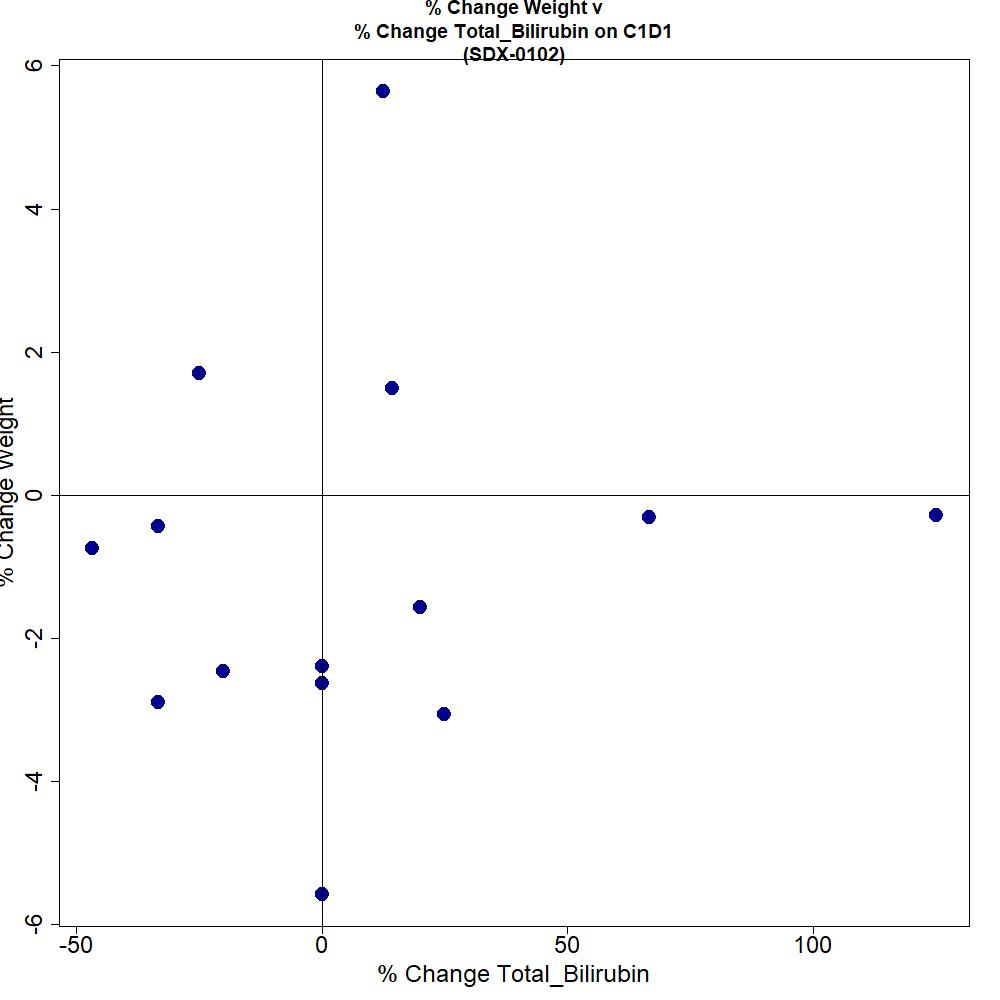 % Change Weight v
% Change Total_Bilirubin on C1D1
(SDX-0102)
6
4
2
0
-2
-4
-6
% Change Weight
-50
0
50
100
% Change Total_Bilirubin